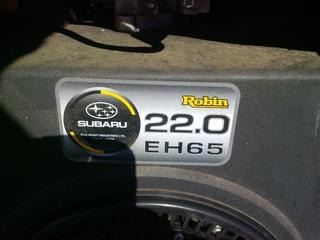 Robin
SUBARU
FUJI HEAVY INDUSTRIES LTD.
22.0
EH65